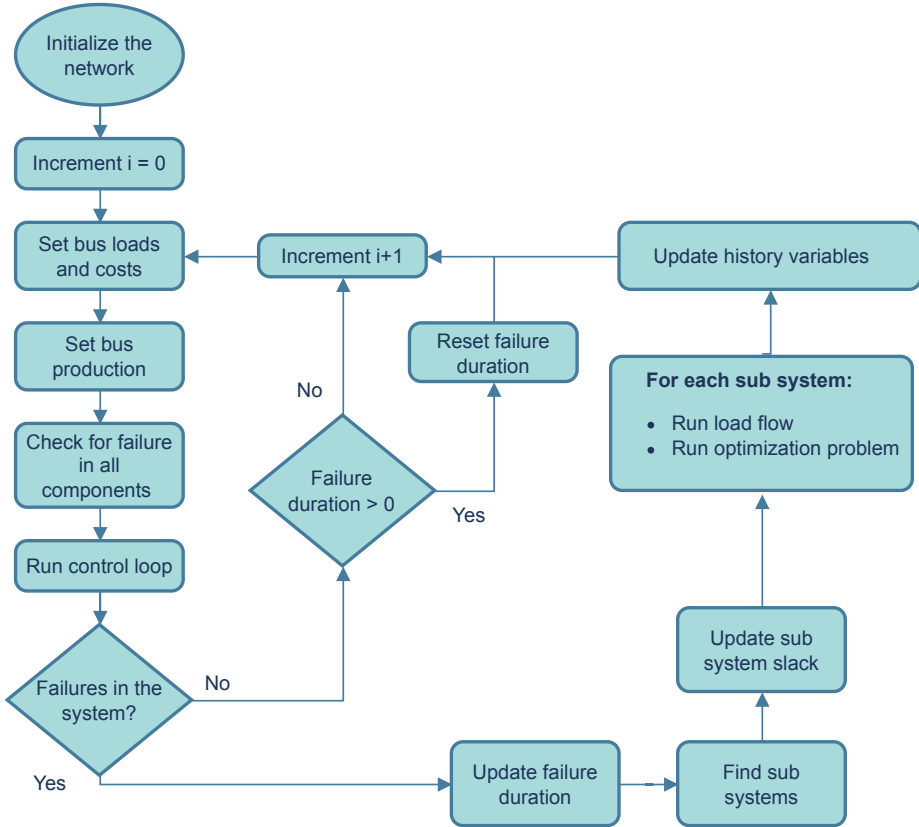 Initialize the
network
Increment i = 0
Set bus loads
and costs
Increment i+1
Update history variables
Set bus
production
Reset failure
duration
No
For each sub system:
• Run load flow
• Run optimization problem
Check for failure
in all
components
Failure
duration > 0
Yes
Run control loop
Update sub
system slack
Failures in the
system?
No
Yes
Update failure
duration
Find sub
systems